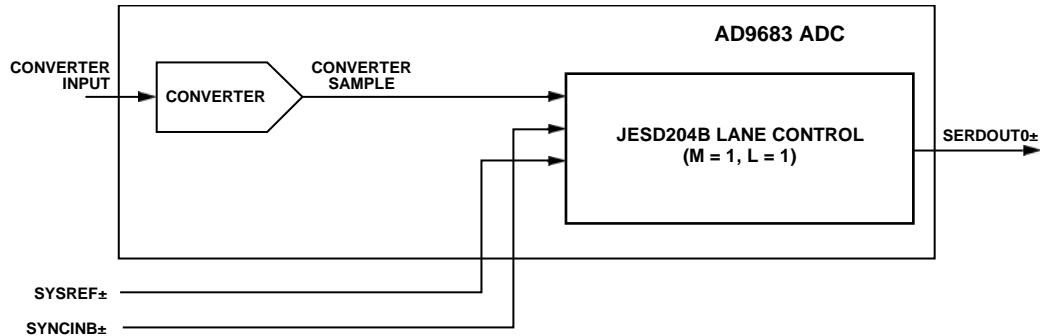 AD9683 ADC
CONVERTER
INPUT
CONVERTER
CONVERTER
SAMPLE
JESD204B LANE CONTROL
(M = 1, L = 1)
SERDOUT0±
SYSREF±
SYNCINB±